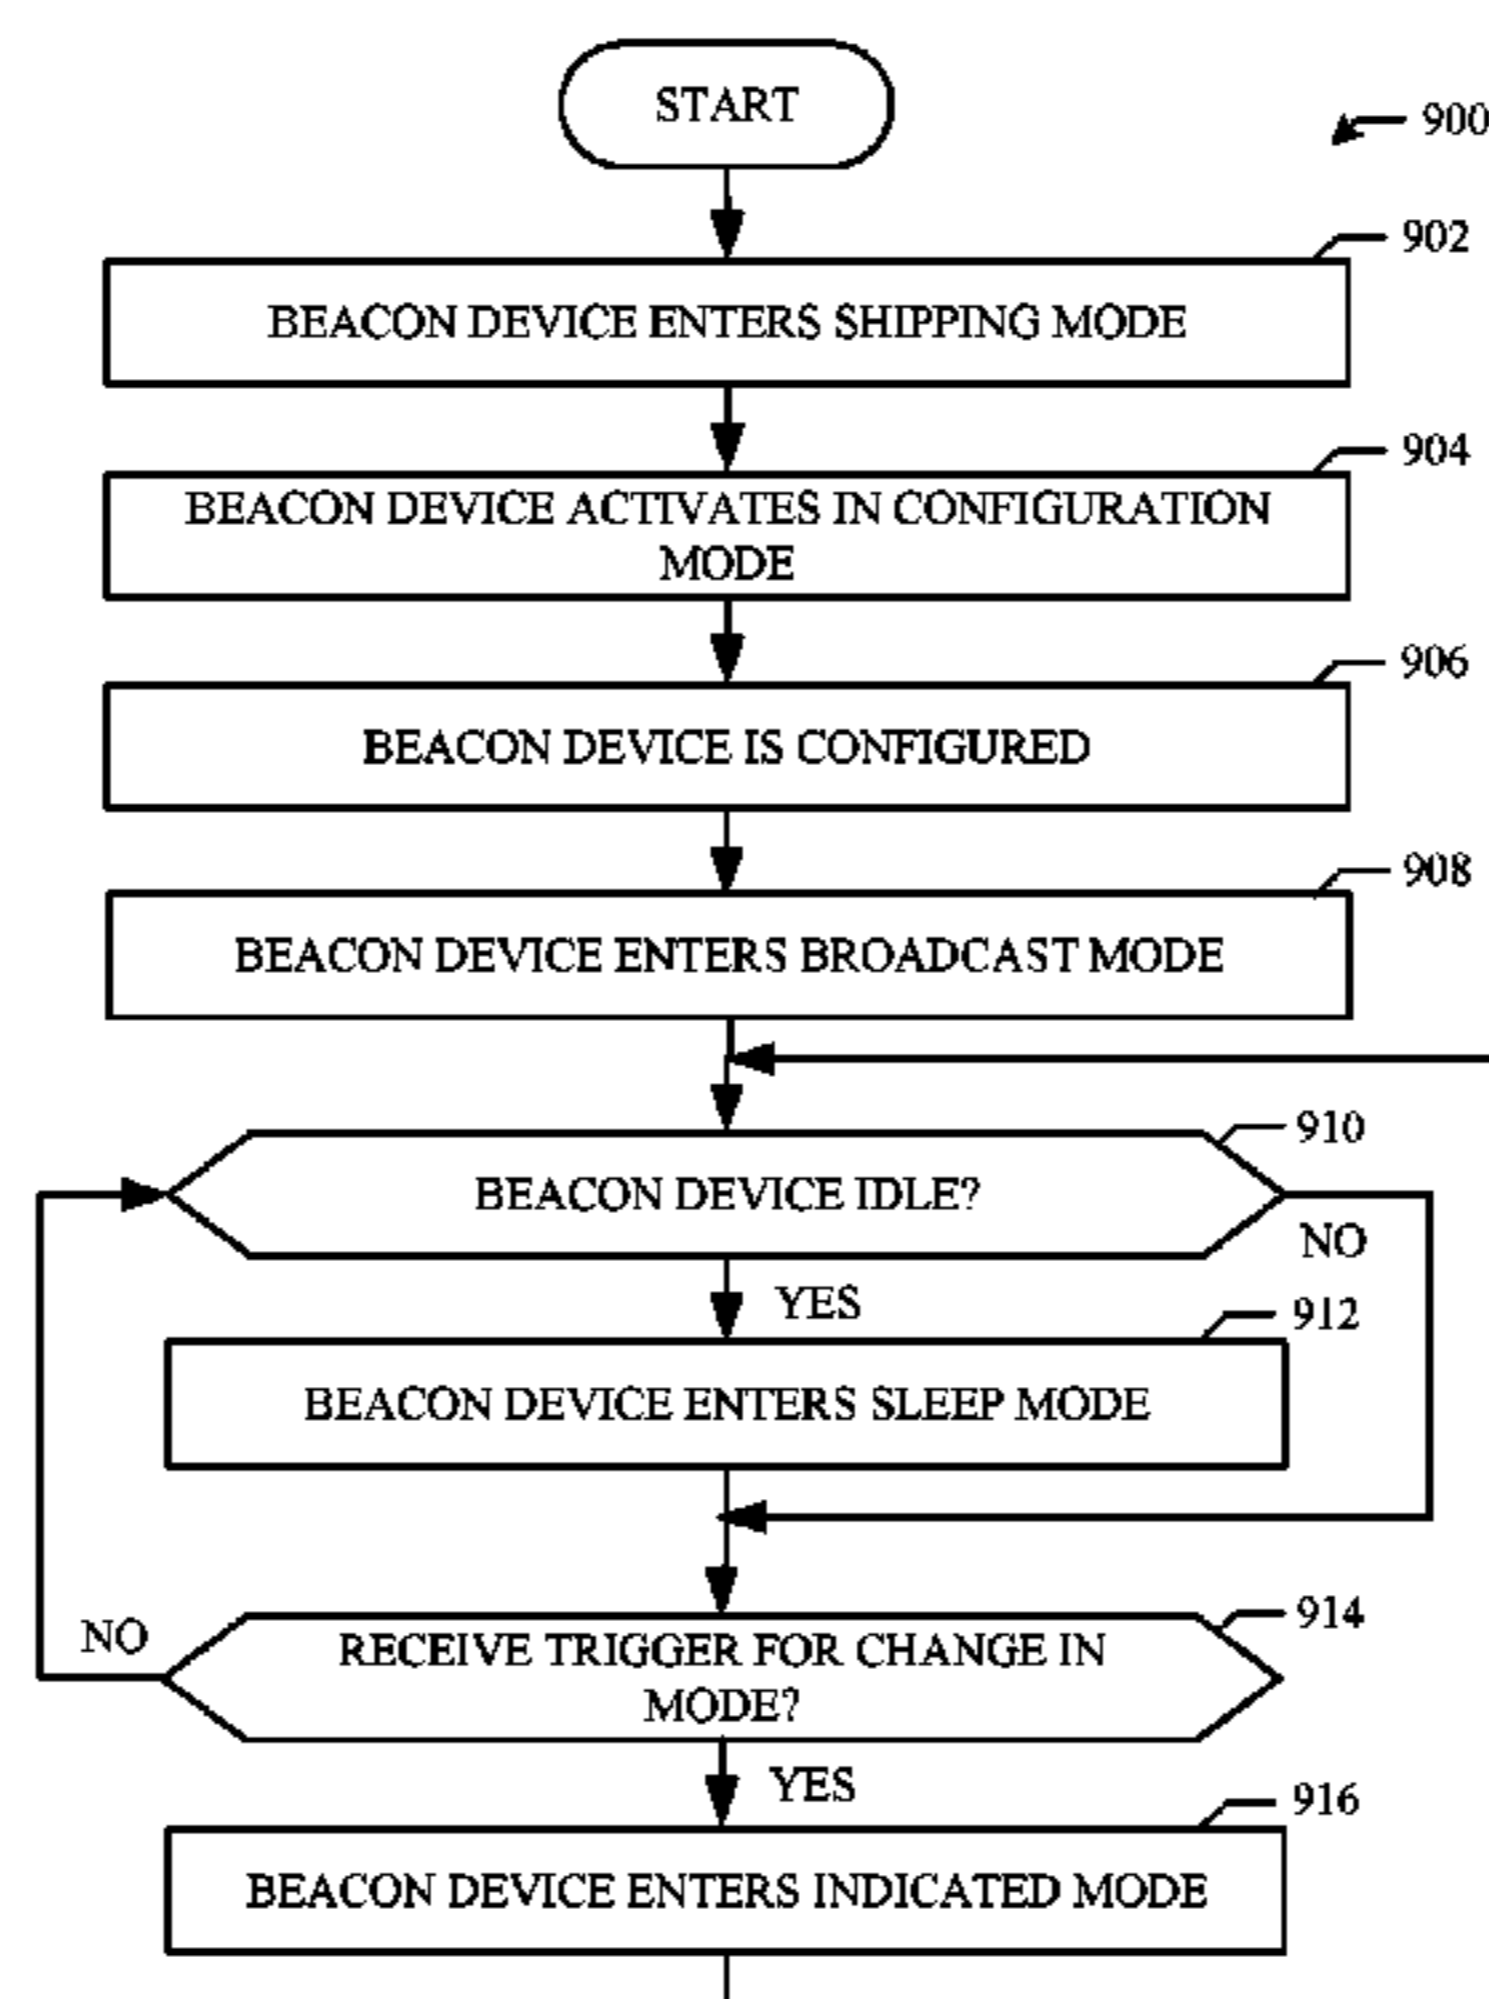 START
900
902
BEACON DEVICE ENTERS SHIPPING MODE
904
BEACON DEVICE ACTIVATES IN CONFIGURATION
MODE
906
BEACON DEVICE IS CONFIGURED
908
BEACON DEVICE ENTERS BROADCAST MODE
910
BEACON DEVICE IDLE?
NO
YES
912
BEACON DEVICE ENTERS SLEEP MODE
914
NO
RECEIVE TRIGGER FOR CHANGE IN
MODE?
YES
916
BEACON DEVICE ENTERS INDICATED MODE